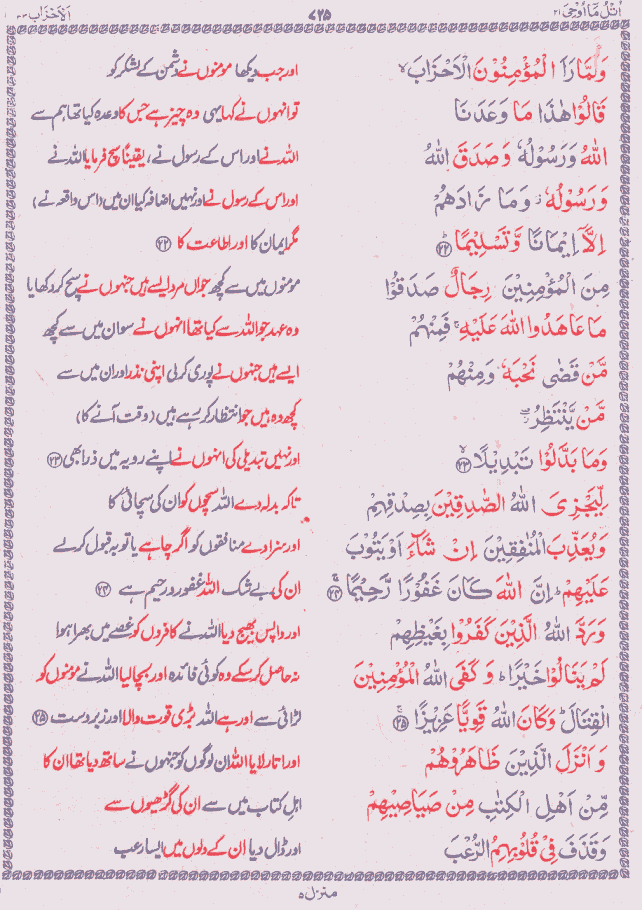 اُتْلُ مَآ اُوْحِیَ ۲۱
۷۲۵
اَلْاَحْزَاب ۳۳
وَلَمَّا رَاَ الْمُؤْمِنُوْنَ الْاَحْزَابَ ۙ
اور جب دیکھا مومنوں نے دشمن کے لشکر کو
قَالُوْا هٰذَا مَا وَعَدَنَا
تو انہوں نے کہا یہی وہ چیز ہے جس کا وعدہ کیا تھا ہم سے
اللّٰهُ وَرَسُوْلُهٗ وَصَدَقَ اللّٰهُ
اللہ نے اور اس کے رسول نے، یقیناً سچ فرمایا اللہ نے
وَرَسُوْلُهٗ ؗ وَمَا زَادَهُمْ
اور اس کے رسول نے اور نہیں اضافہ کیا ان میں (اس واقعہ نے)
اِلَّآ اِيْمَانًا وَّتَسْلِيْمًا ؕ ۲۲
مگر ایمان کا اور اطاعت کا ۲۲
مِنَ الْمُؤْمِنِيْنَ رِجَالٌ صَدَقُوْا
مومنوں میں سے کچھ جواں مرد ایسے ہیں جنہوں نے سچ کر دکھایا
مَا عَاهَدُوا اللّٰهَ عَلَيْهِ ۚ فَمِنْهُمْ
وہ عہد جو اللہ سے کیا تھا انہوں نے سو ان میں سے کچھ
مَّنْ قَضٰى نَحْبَهٗ وَمِنْهُمْ
ایسے ہیں جنہوں نے پوری کرلی اپنی نذر اور ان میں سے
مَّنْ يَّنْتَظِرُ ۖ
کچھ وہ ہیں جو انتظار کر رہے ہیں (وقت آنے کا)
وَمَا بَدَّلُوْا تَبْدِيْلًا ۙ ۲۳
اور نہیں تبدیلی کی انہوں نے اپنے رویہ میں ذرا بھی ۲۳
لِّيَجْزِيَ اللّٰهُ الصّٰدِقِيْنَ بِصِدْقِهِمْ
تاکہ بدلہ دے اللہ سچوں کو ان کی سچائی کا
وَيُعَذِّبَ الْمُنٰفِقِيْنَ اِنْ شَآءَ اَوْ يَتُوْبَ
اور سزا دے منافقوں کو اگر چاہے یا توبہ قبول کر لے
عَلَيْهِمْ ؕ اِنَّ اللّٰهَ كَانَ غَفُوْرًا رَّحِيْمًا ۚ ۲۴
ان کی بے شک اللہ غفور و رحیم ہے ۲۴
وَرَدَّ اللّٰهُ الَّذِيْنَ كَفَرُوْا بِغَيْظِهِمْ
اور واپس بھیج دیا اللہ نے کافروں کو غصے میں بھرا ہوا
لَمْ يَنَالُوْا خَيْرًا ؕ وَكَفَى اللّٰهُ الْمُؤْمِنِيْنَ
نہ حاصل کر سکے وہ کوئی فائدہ اور بچالیا اللہ نے مومنوں کو
الْقِتَالَ ؕ وَكَانَ اللّٰهُ قَوِيًّا عَزِيْزًا ۚ ۲۵
لڑائی سے اور ہے اللہ بڑی قوت والا اور زبردست ۲۵
وَاَنْزَلَ الَّذِيْنَ ظَاهَرُوْهُمْ
اور اتار لایا اللہ ان لوگوں کو جنہوں نے ساتھ دیا تھا ان کا
مِّنْ اَهْلِ الْكِتٰبِ مِنْ صَيَاصِيْهِمْ
اہل کتاب میں سے ان کی گڑھیوں سے
وَقَذَفَ فِيْ قُلُوْبِهِمُ الرُّعْبَ
اور ڈال دیا ان کے دلوں میں ایسا رعب
منزل ۵